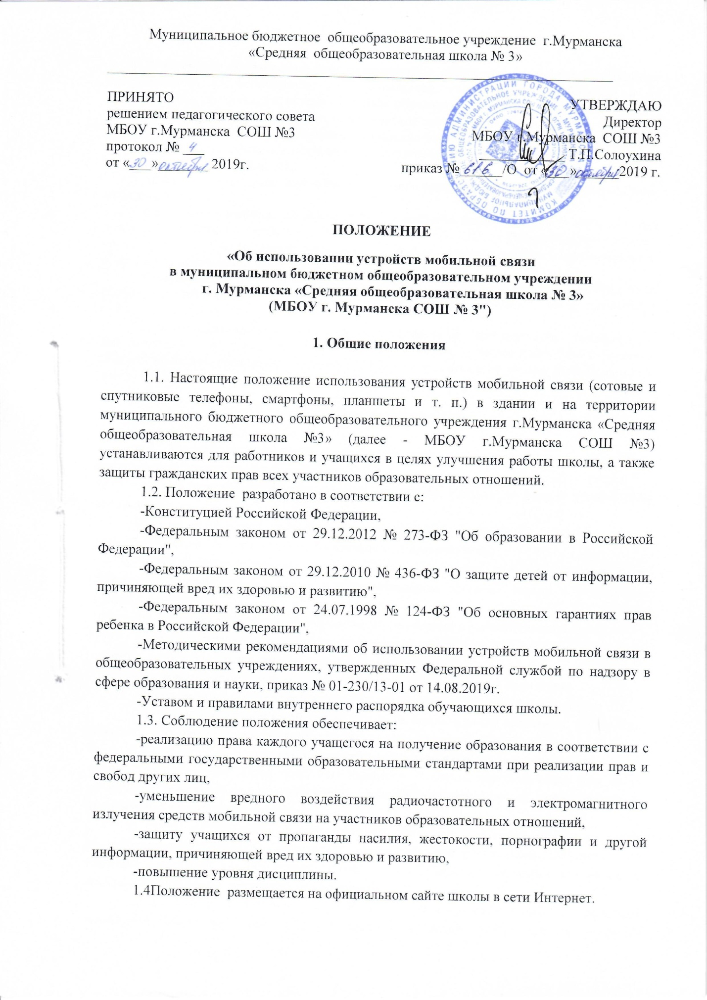 Муниципальное бюджетное общеобразовательное учреждение г.Мурманска
«Средняя общеобразовательная школа № 3»
ПРИНЯТО
решением педагогического совета
МБОУ г.Мурманска СОШ №3
протокол № 4
от «30» октября 2019г.
УТВЕРЖДАЮ
Директор
МБОУ г.Мурманска СОШ №3
Т.П.Солоухина
приказ № 616 /О от «30» октября 2019 г.
ПОЛОЖЕНИЕ
«Об использовании устройств мобильной связи
в муниципальном бюджетном общеобразовательном учреждении
г. Мурманска «Средняя общеобразовательная школа № 3»
(МБОУ г. Мурманска СОШ № 3")
1. Общие положения
1.1. Настоящие положение использования устройств мобильной связи (сотовые и
спутниковые телефоны, смартфоны, планшеты и т. п.) в здании и на территории
муниципального бюджетного общеобразовательного учреждения г.Мурманска «Средняя
общеобразовательная школа №3» (далее - МБОУ г.Мурманска СОШ №3)
устанавливаются для работников и учащихся в целях улучшения работы школы, а также
защиты гражданских прав всех участников образовательных отношений.
1.2. Положение разработано в соответствии с:
-Конституцией Российской Федерации,
-Федеральным законом от 29.12.2012 № 273-ФЗ "Об образовании в Российской
Федерации",
-Федеральным законом от 29.12.2010 № 436-ФЗ "О защите детей от информации,
причиняющей вред их здоровью и развитию",
-Федеральным законом от 24.07.1998 № 124-ФЗ "Об основных гарантиях прав
ребенка в Российской Федерации",
-Методическими рекомендациями об использовании устройств мобильной связи в
общеобразовательных учреждениях, утвержденных Федеральной службой по надзору в
сфере образования и науки, приказ № 01-230/13-01 от 14.08.2019г.
-Уставом и правилами внутреннего распорядка обучающихся школы.
1.3. Соблюдение положения обеспечивает:
-реализацию права каждого учащегося на получение образования в соответствии с
федеральными государственными образовательными стандартами при реализации прав и
свобод других лиц,
-уменьшение вредного воздействия радиочастотного и электромагнитного
излучения средств мобильной связи на участников образовательных отношений,
-защиту учащихся от пропаганды насилия, жестокости, порнографии и другой
информации, причиняющей вред их здоровью и развитию,
-повышение уровня дисциплины.
1.4Положение размещается на официальном сайте школы в сети Интернет.